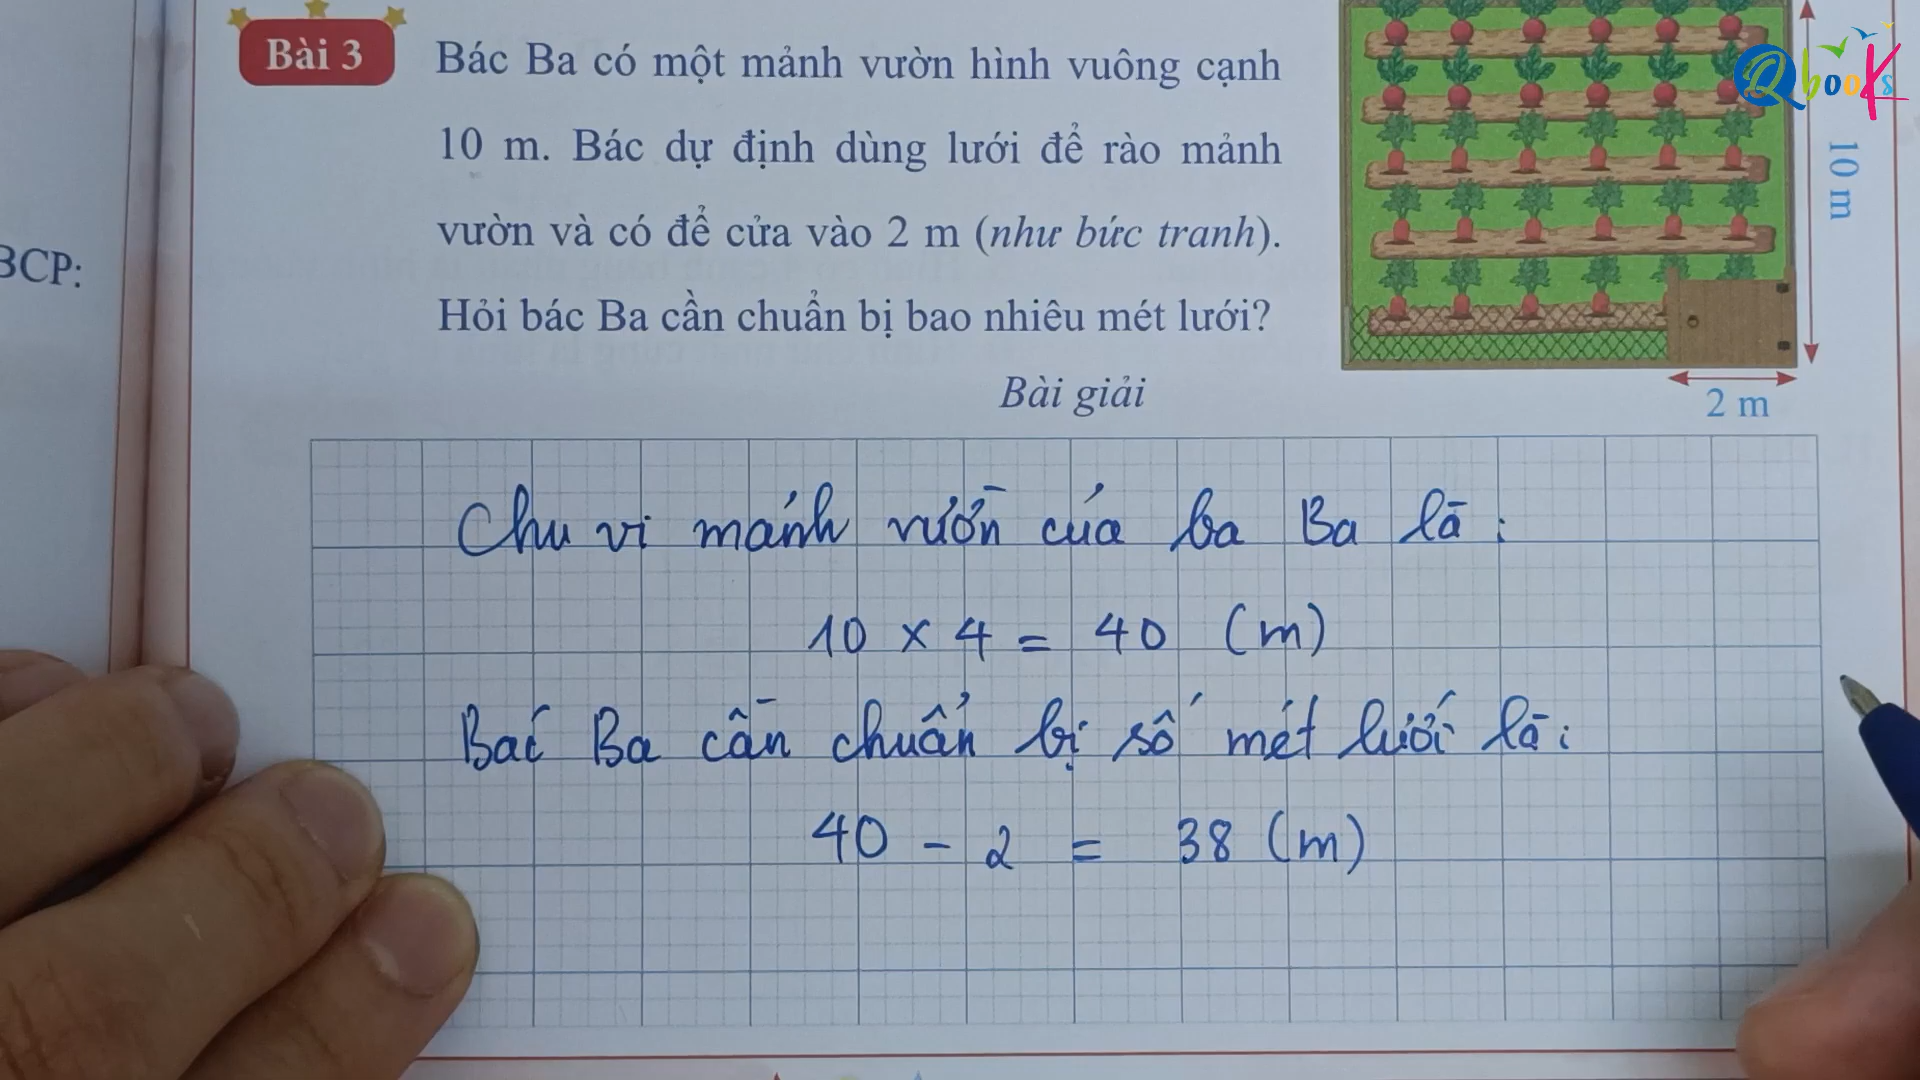 Bài 3
Bác Ba có một mảnh vườn hình vuông cạnh
10 m. Bác dự định dùng lưới để rào mảnh
vườn và có để cửa vào 2 m (như bức tranh).
Hỏi bác Ba cần chuẩn bị bao nhiêu mét lưới?
Qbooks
10 m
2 m
BCP:
Bài giải
Chu vi mảnh vườn của ba Ba là:
10 × 4 = 40 (m)
Bác Ba cần chuẩn bị số mét lưới là:
40 - 2 = 38 (m)